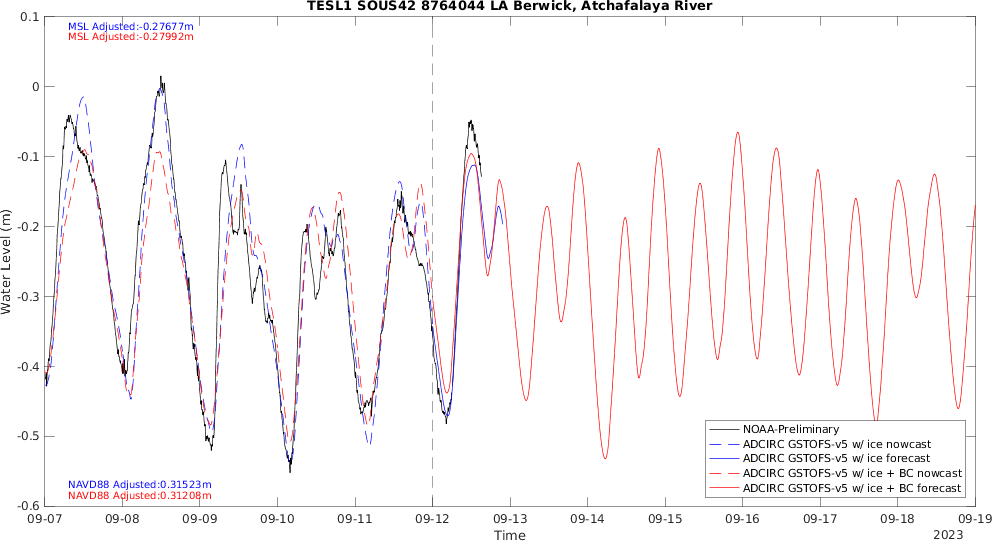 TESL1 SOUS42 8764044 LA Berwick, Atchafalaya River
MSL Adjusted:-0.27677m
MSL Adjusted:-0.27992m
0.1
0
-0.1
-0.2
-0.3
-0.4
-0.5
-0.6
Water Level (m)
NAVD88 Adjusted:0.31523m
NAVD88 Adjusted:0.31208m
NOAA-Preliminary
ADCIRC GSTOFS-v5 w/ ice nowcast
ADCIRC GSTOFS-v5 w/ ice forecast
ADCIRC GSTOFS-v5 w/ ice + BC nowcast
ADCIRC GSTOFS-v5 w/ ice + BC forecast
09-07 09-08 09-09 09-10 09-11 09-12 09-13 09-14 09-15 09-16 09-17 09-18 09-19
Time
2023